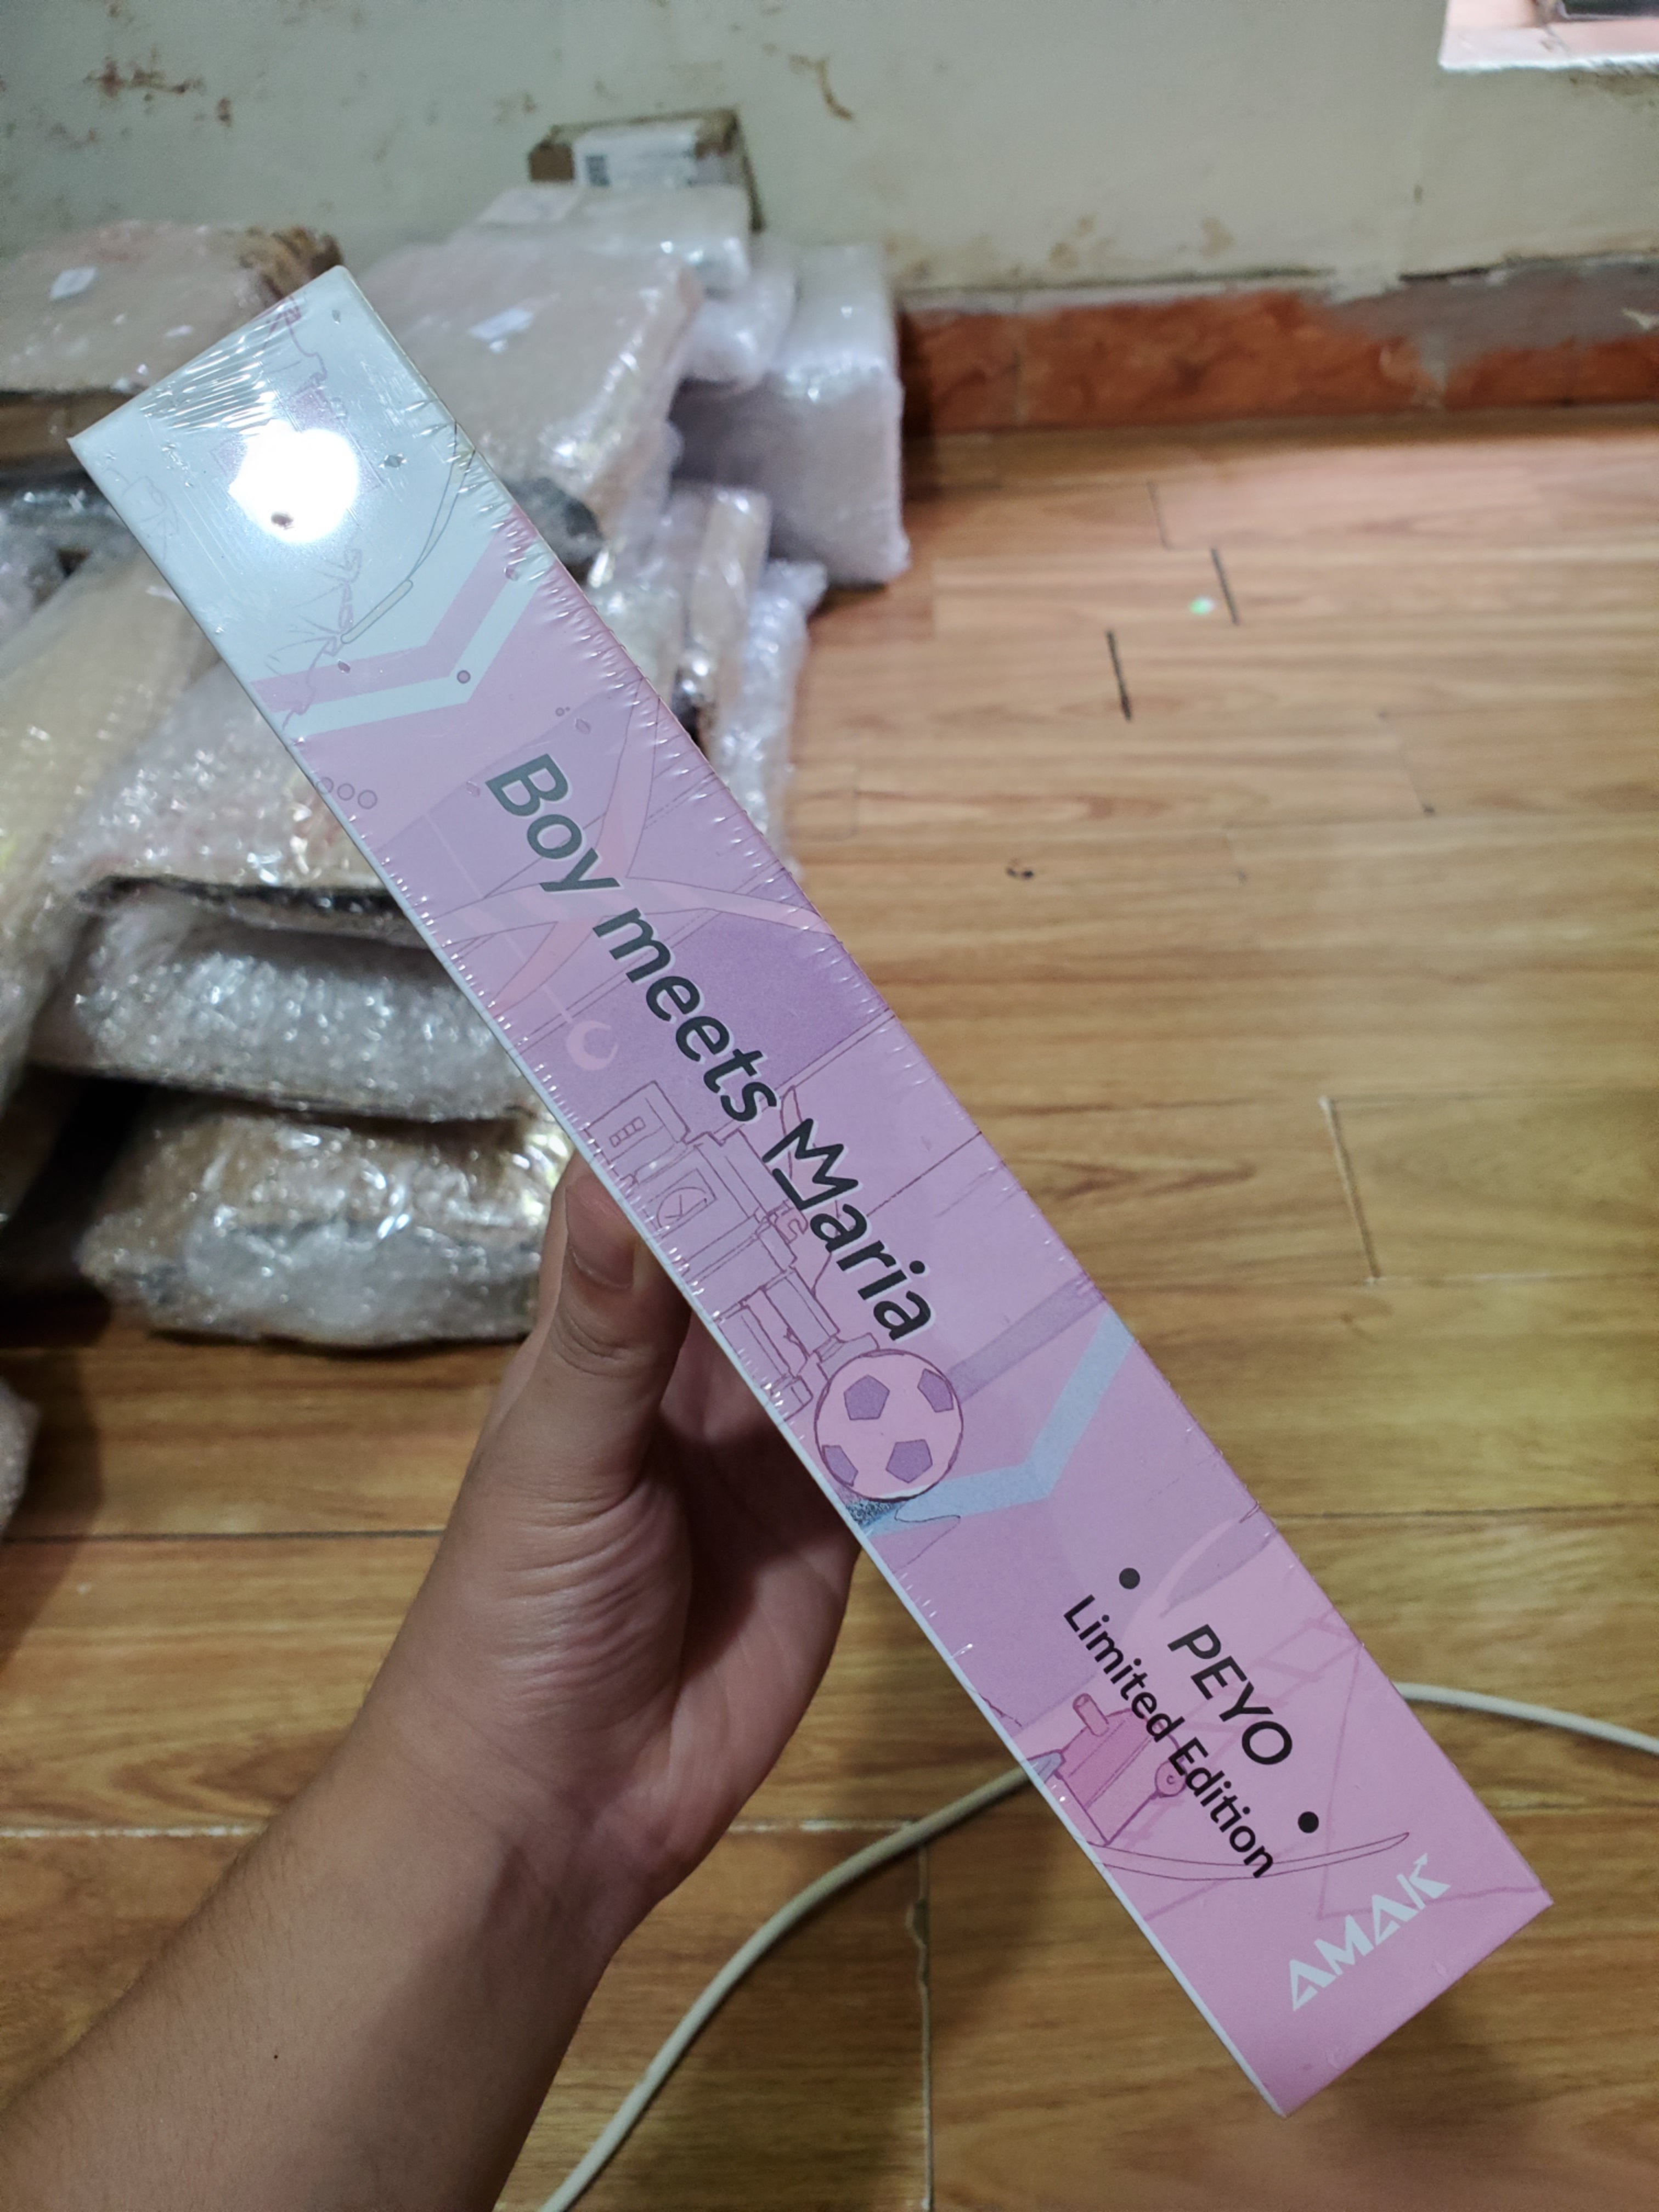 Boy meets Maria
PEYO
Limited Edition
AMAK